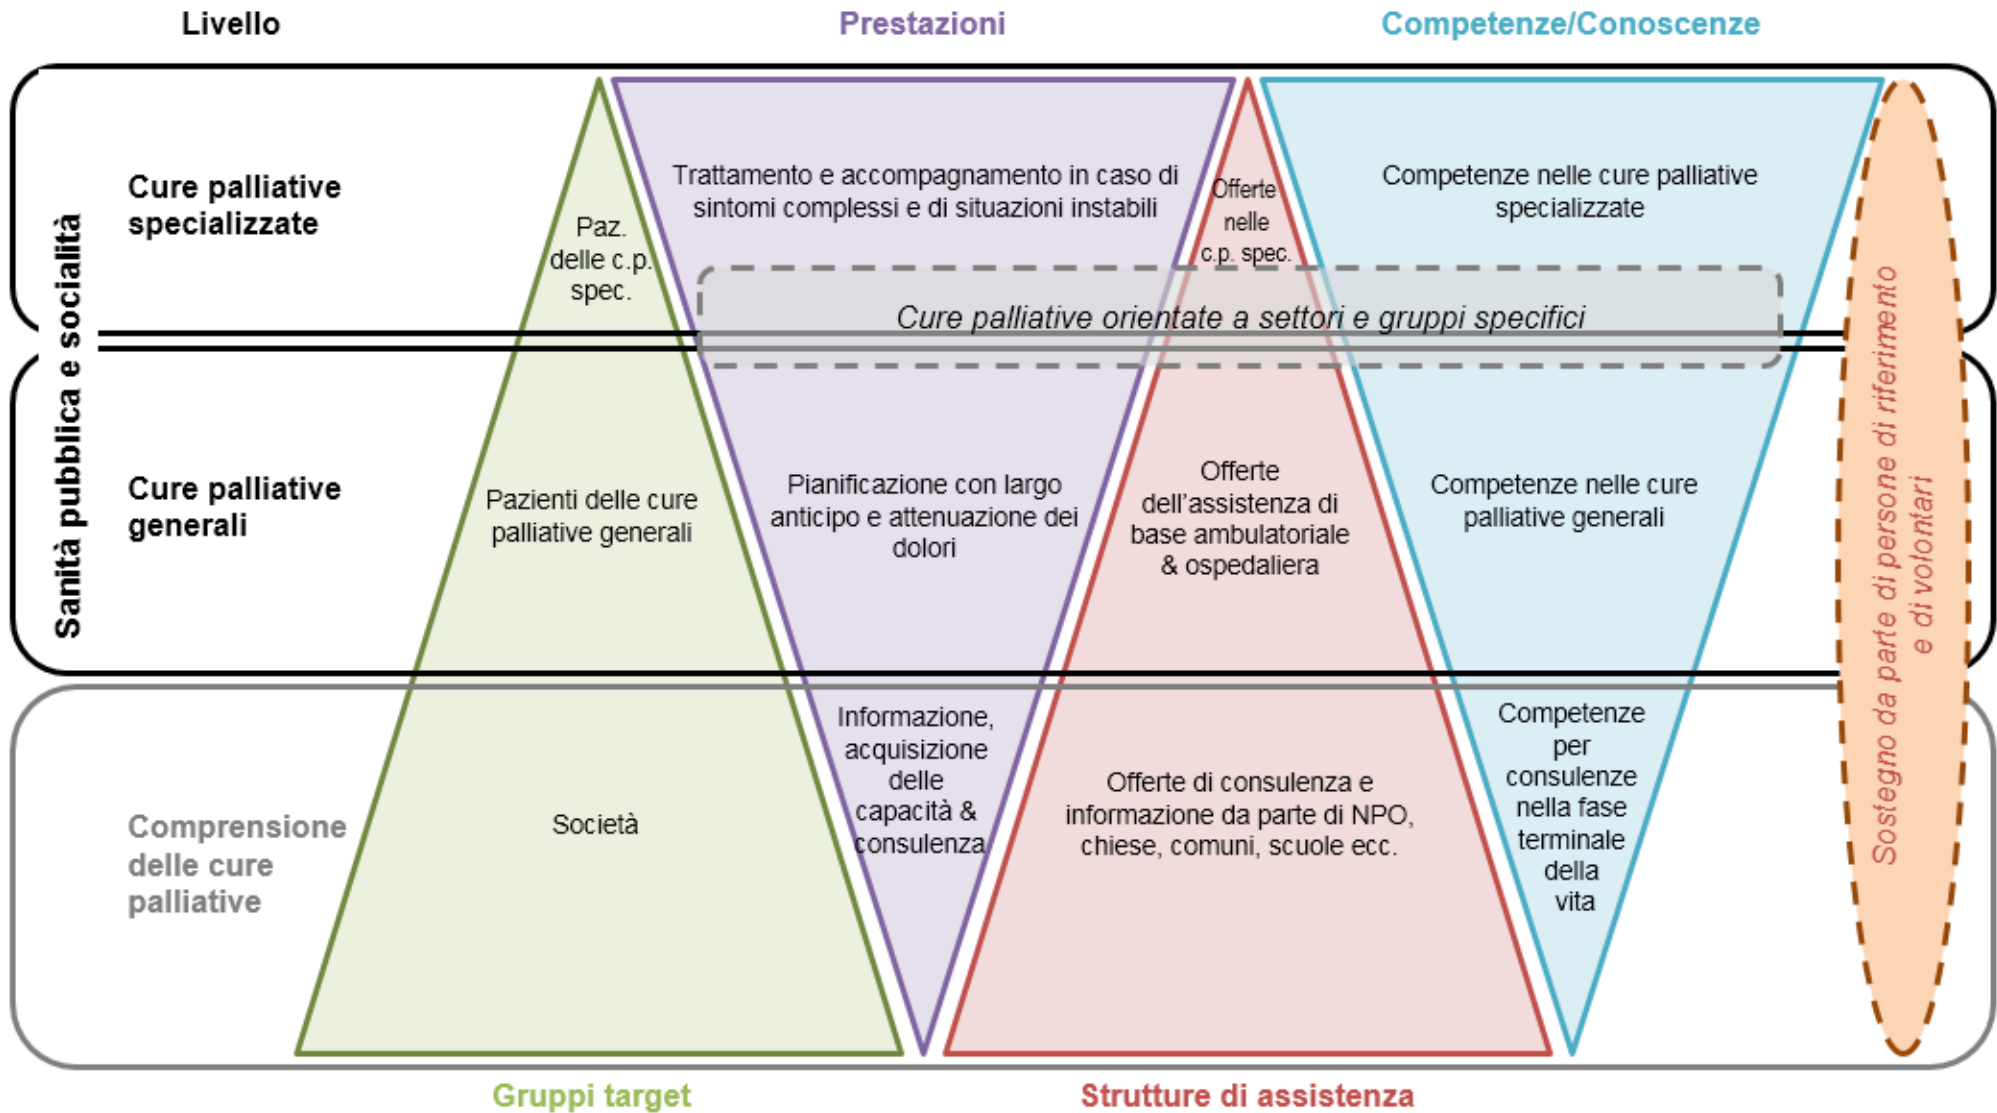 Livello
Prestazioni
Competenze/Conoscenze
Sanità pubblica e socialità
Cure palliative
specializzate
Paz.
delle c.p.
spec.
Trattamento e accompagnamento in caso di
sintomi complessi e di situazioni instabili
Offerte
nelle
c.p. spec.
Competenze nelle cure palliative
specializzate
Cure palliative orientate a settori e gruppi specifici
Cure palliative
generali
Pazienti delle cure
palliative generali
Pianificazione con largo
anticipo e attenuazione dei
dolori
Offerte
dell'assistenza di
base ambulatoriale
& ospedaliera
Competenze nelle cure
palliative generali
Comprensione
delle cure
palliative
Società
Informazione,
acquisizione
delle
capacità &
consulenza
Offerte di consulenza e
informazione da parte di NPO,
chiese, comuni, scuole ecc.
Competenze
per
consulenze
nella fase
terminale
della
vita
Sostegno da parte di persone di riferimento
e di volontari
Gruppi target
Strutture di assistenza